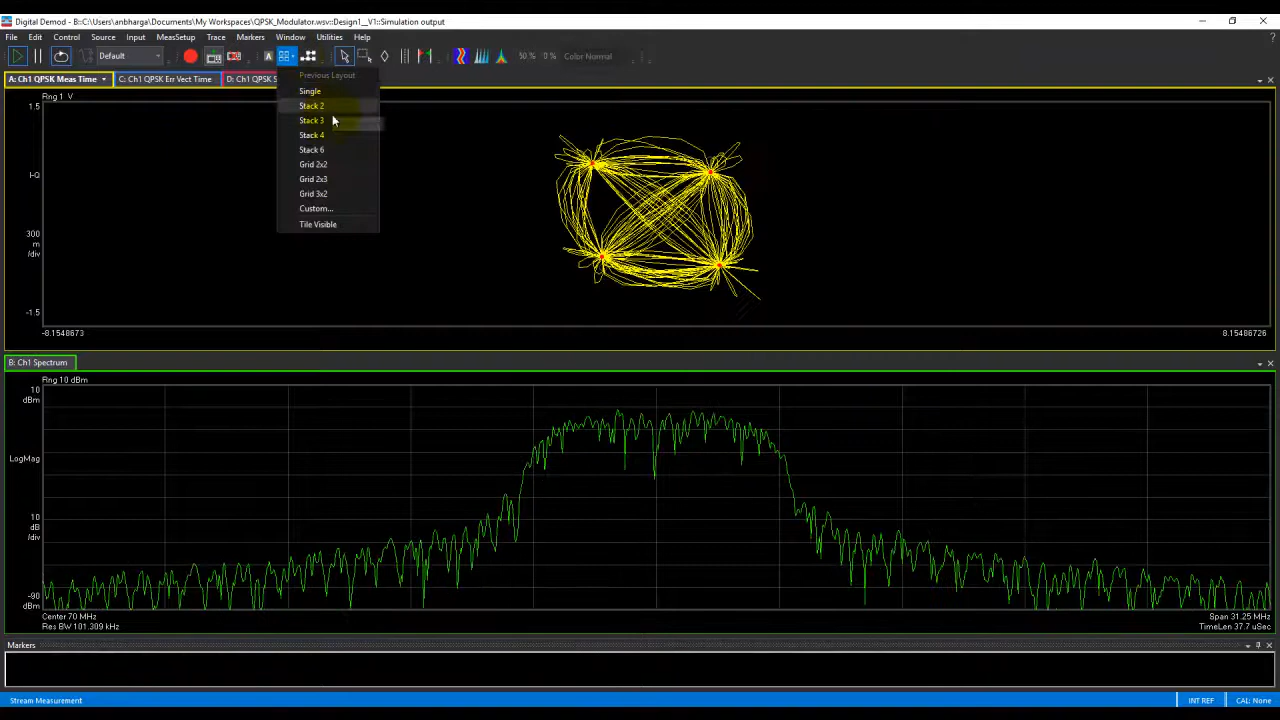 Digital Demod - B::C:\Users\anbharga\Documents\My Workspaces\QPSK_Modulator.wsv::Design1__V1::Simulation output
File Edit Control Source Input MeasSetup Trace Markers Window Utilities Help
Default
A
50 % 0 % Color Normal
A: Ch1 QPSK Meas Time
C: Ch1 QPSK Err Vect Time
D: Ch1 QPSK S
Previous Layout
Single
Stack 2
Stack 3
Stack 4
Stack 6
Grid 2x2
Grid 2x3
Grid 3x2
Custom...
Tile Visible
Rng 1 V
1.5
I-Q
300
m
/div
-1.5
-8.1548673
8.15486726
B: Ch1 Spectrum
Rng 10 dBm
10
dBm
LogMag
10
dB
/div
-90
dBm
Center 70 MHz
Span 31.25 MHz
Res BW 101.309 kHz
TimeLen 37.7 uSec
Markers
Stream Measurement
INT REF
CAL: None